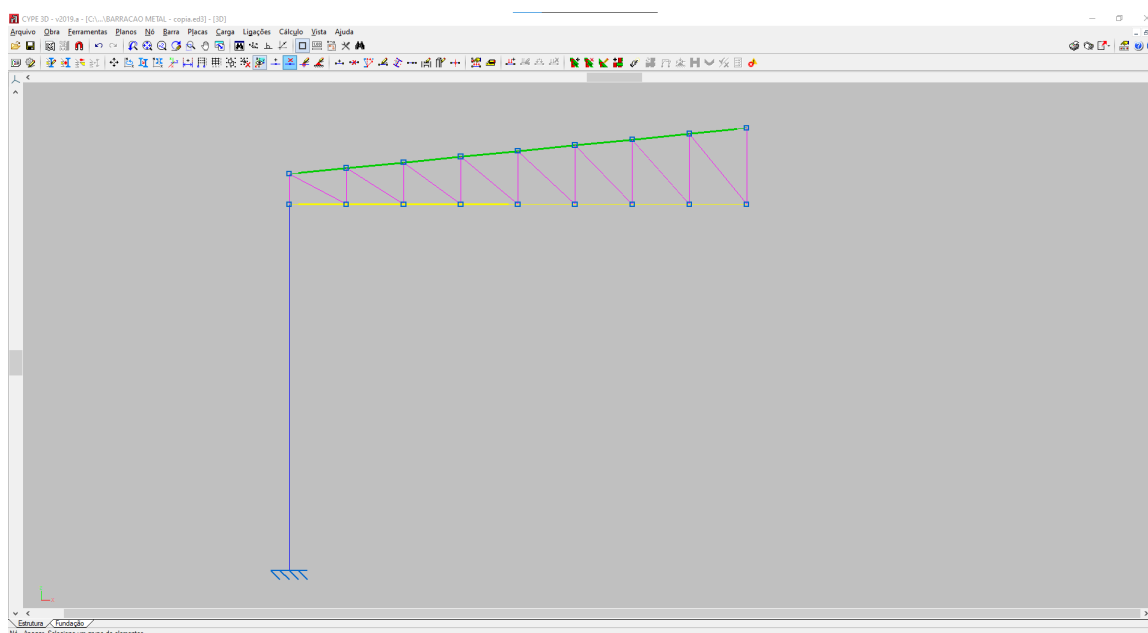 CYPE 3D - v2019.a - [C:\...\BARRACAO METAL - copia.ed3] - [3D]
Arquivo Obra Ferramentas Planos Nó Barra Placas Carga Ligações Cálculo Vista Ajuda
Estrutura Fundação